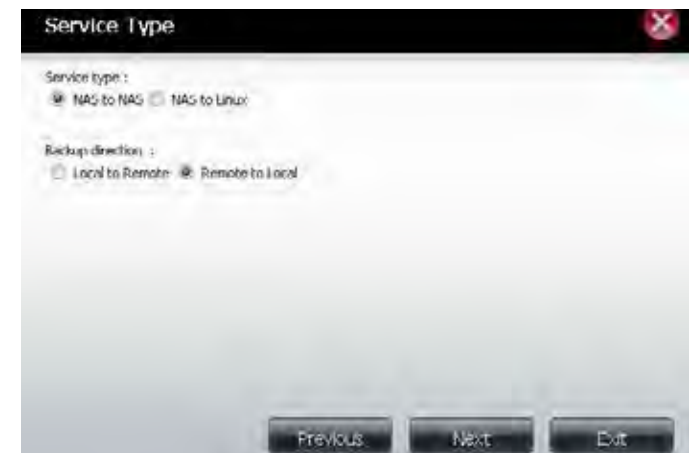 Service Type
Service type :
NAS to NAS NAS to Linux
Backup direction :
Local to Remote Remote to Local
Previous Next Exit